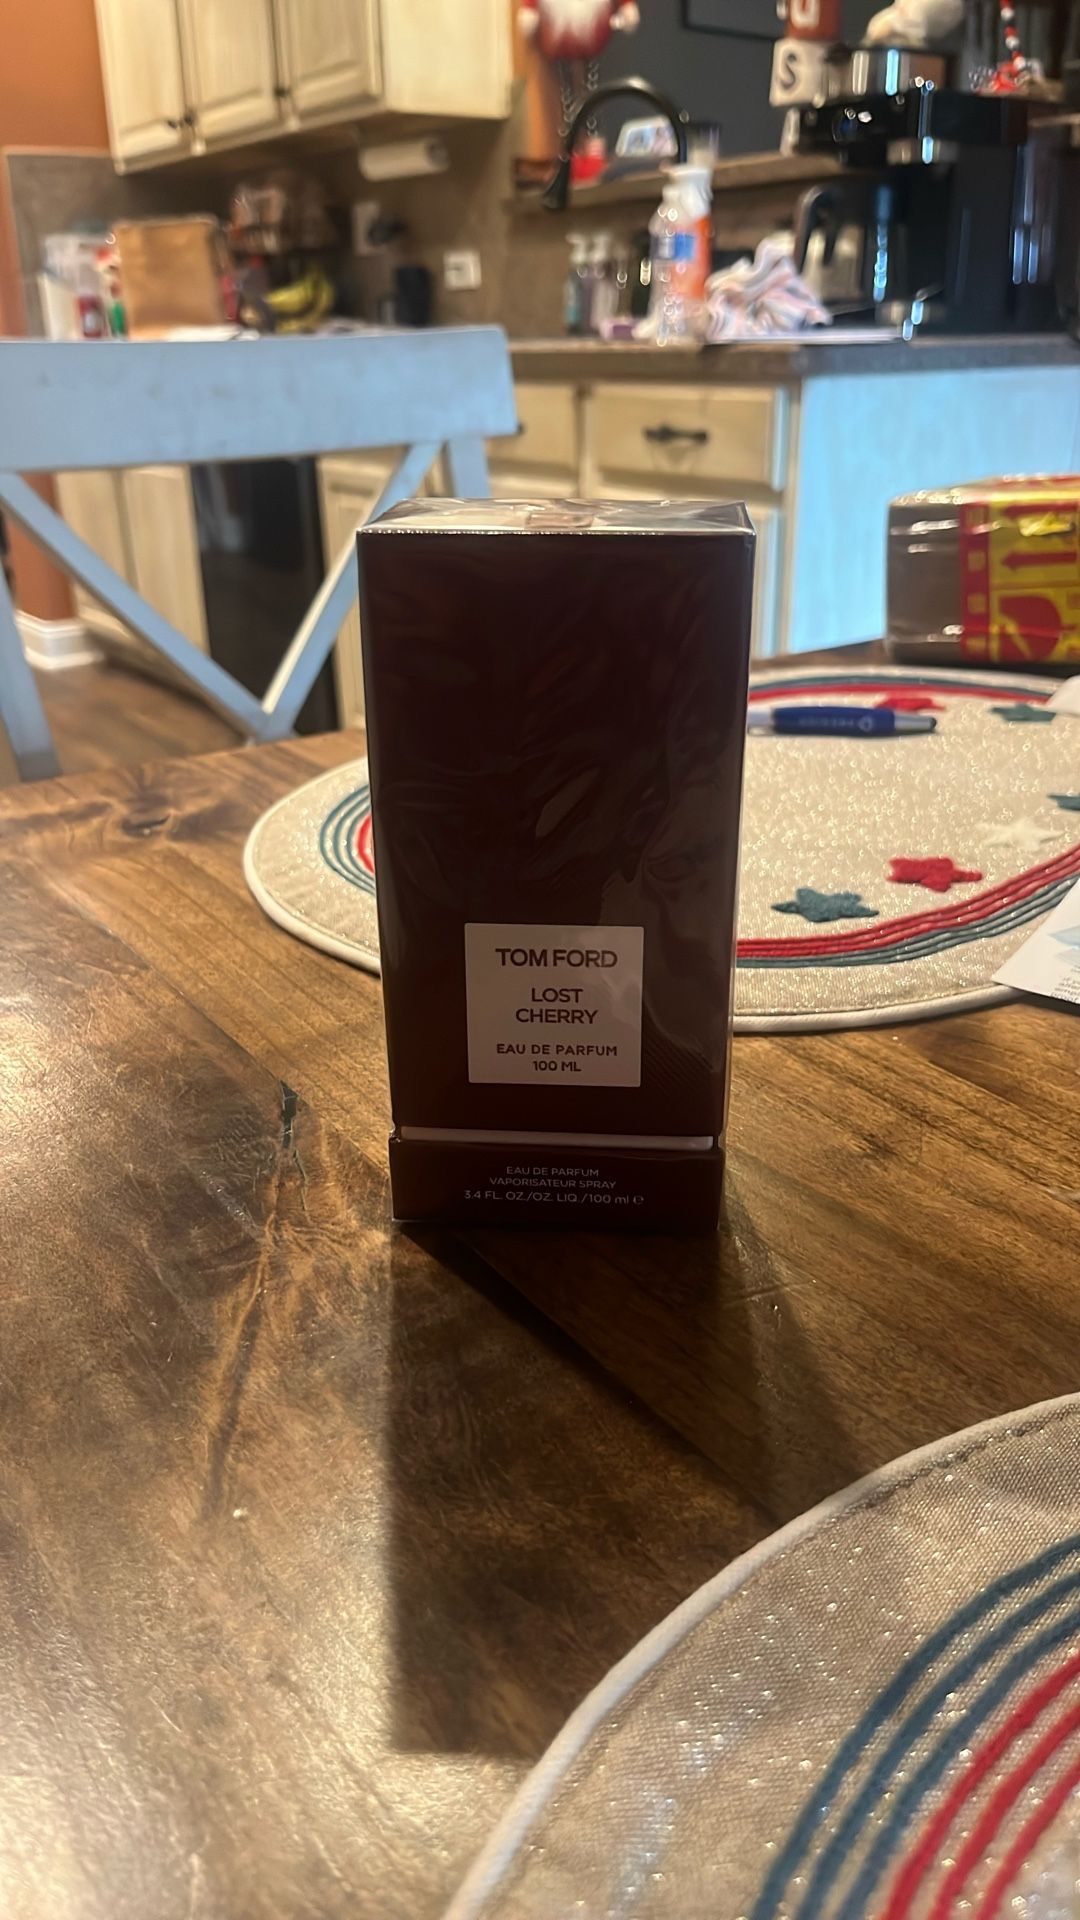 S
TOM FORD
LOST
CHERRY
EAU DE PARFUM
100 ML
EAU DE PARFUM
VAPORISATEUR SPRAY
3.4 FL. OZ./OZ. LIQ./100 ml ℮